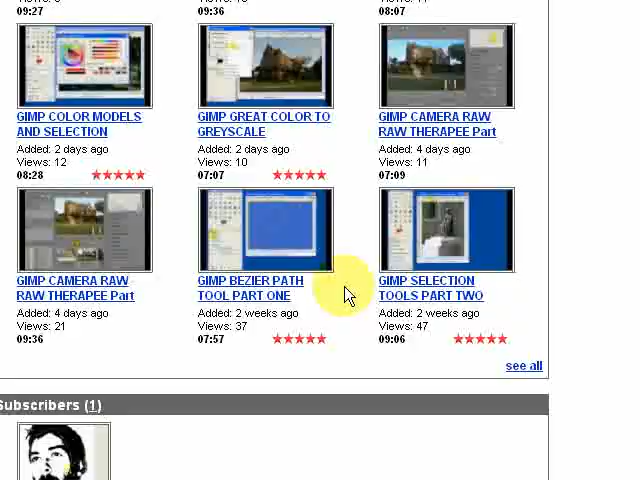 09:27
09:36
08:07
GIMP COLOR MODELS
AND SELECTION
Added: 2 days ago
Views: 12
08:28
GIMP GREAT COLOR TO
GREYSCALE
Added: 2 days ago
Views: 10
07:07
GIMP CAMERA RAW
RAW THERAPEE Part
Added: 4 days ago
Views: 11
07:09
GIMP CAMERA RAW
RAW THERAPEE Part
Added: 4 days ago
Views: 21
09:36
GIMP BEZIER PATH
TOOL PART ONE
Added: 2 weeks ago
Views: 37
07:57
GIMP SELECTION
TOOLS PART TWO
Added: 2 weeks ago
Views: 47
09:06
see all
Subscribers (1)